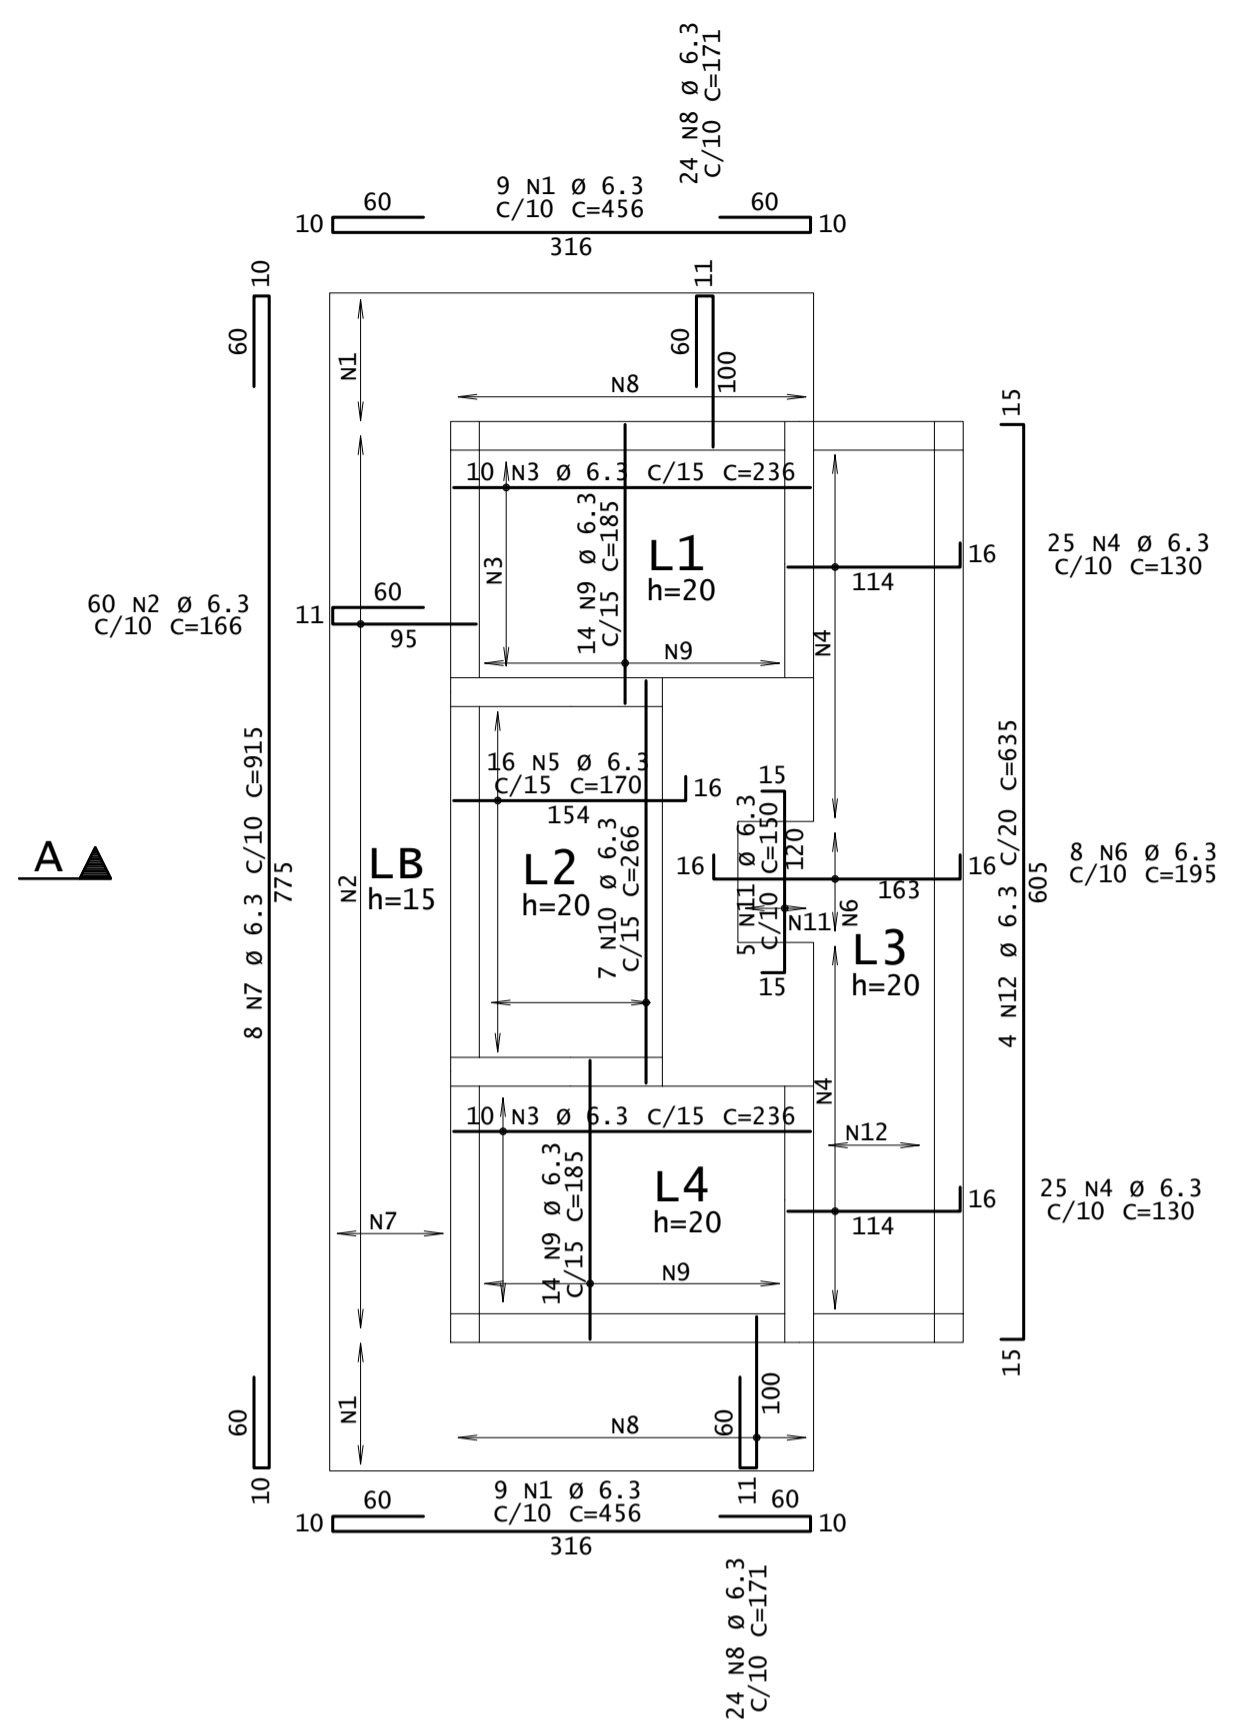 24 N8 Ø 6.3
C/10 C=171
9 N1 Ø 6.3
C/10 C=456
60
60
10
10
316
10
11
60
60
100
N1
N8
15
10 N3 Ø 6.3 C/15 C=236
14 N9 Ø 6.3
C/15 C=185
L1
h=20
N3
16
114
25 N4 Ø 6.3
C/10 C=130
60 N2 Ø 6.3
C/10 C=166
60
11
95
N9
N4
16 N5 Ø 6.3
C/15 C=170
16
154
15
8 N7 Ø 6.3 C/10 C=915
775
A
LB
h=15
N2
L2
h=20
7 N10 Ø 6.3
C/15 C=266
5 N11 Ø 6.3
C/10 C=150
120
16
16
163
8 N6 Ø 6.3
C/10 C=195
N11
N6
15
L3
h=20
4 N12 Ø 6.3 C/20 C=635
605
N4
10 N3 Ø 6.3 C/15 C=236
N12
14 N9 Ø 6.3
C/15 C=185
L4
h=20
16
114
25 N4 Ø 6.3
C/10 C=130
N7
N9
15
60
N1
N8
60
100
10
11
9 N1 Ø 6.3
C/10 C=456
60
60
10
10
316
24 N8 Ø 6.3
C/10 C=171